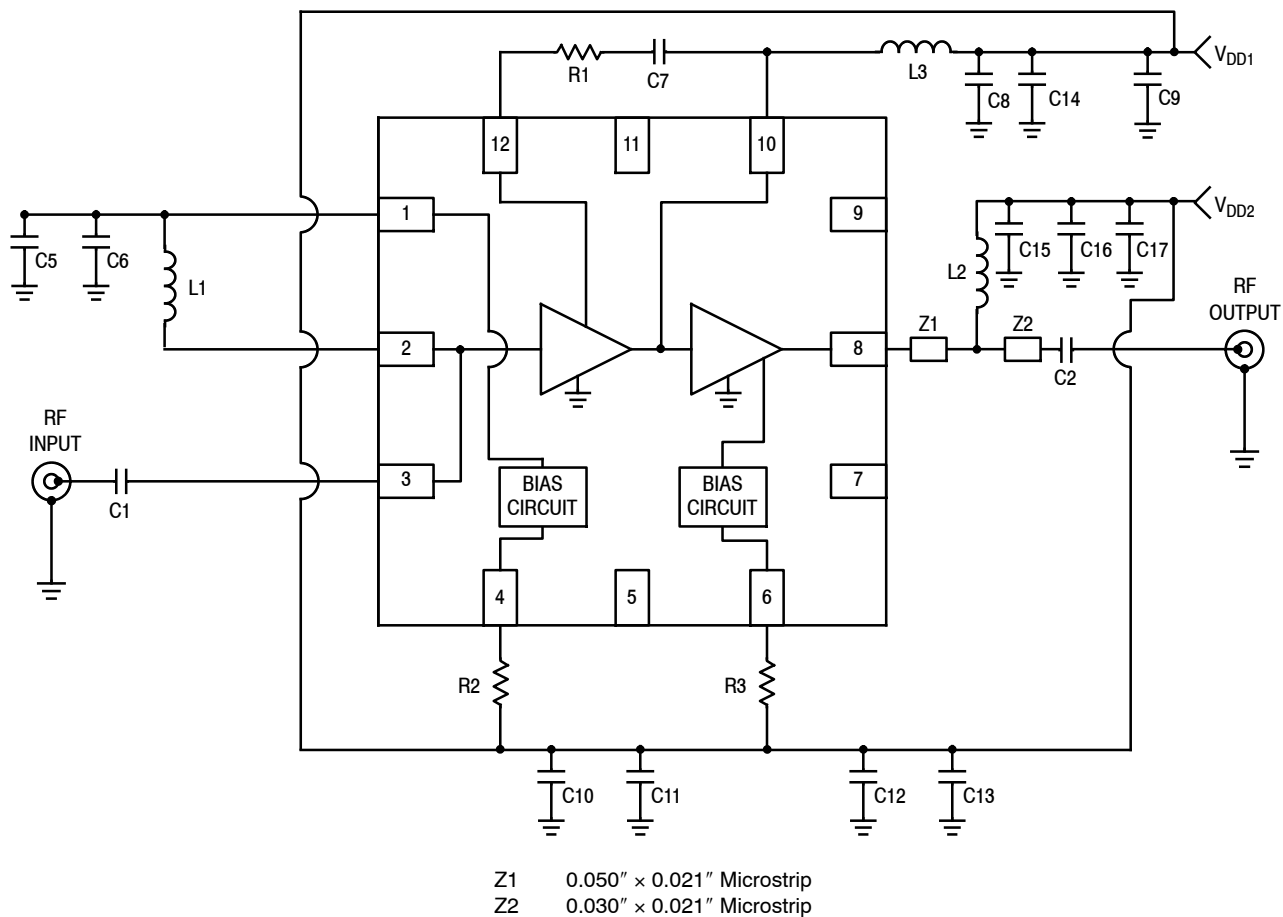 R1
C7
L3
VDD1
C8
C14
C9
12
11
10
1
9
VDD2
C5
C6
L1
C15
C16
C17
L2
RF
OUTPUT
2
8
Z1
Z2
C2
RF
INPUT
3
7
C1
BIAS
CIRCUIT
BIAS
CIRCUIT
4
5
6
R2
R3
C10
C11
C12
C13
Z1 0.050″ × 0.021″ Microstrip
Z2 0.030″ × 0.021″ Microstrip